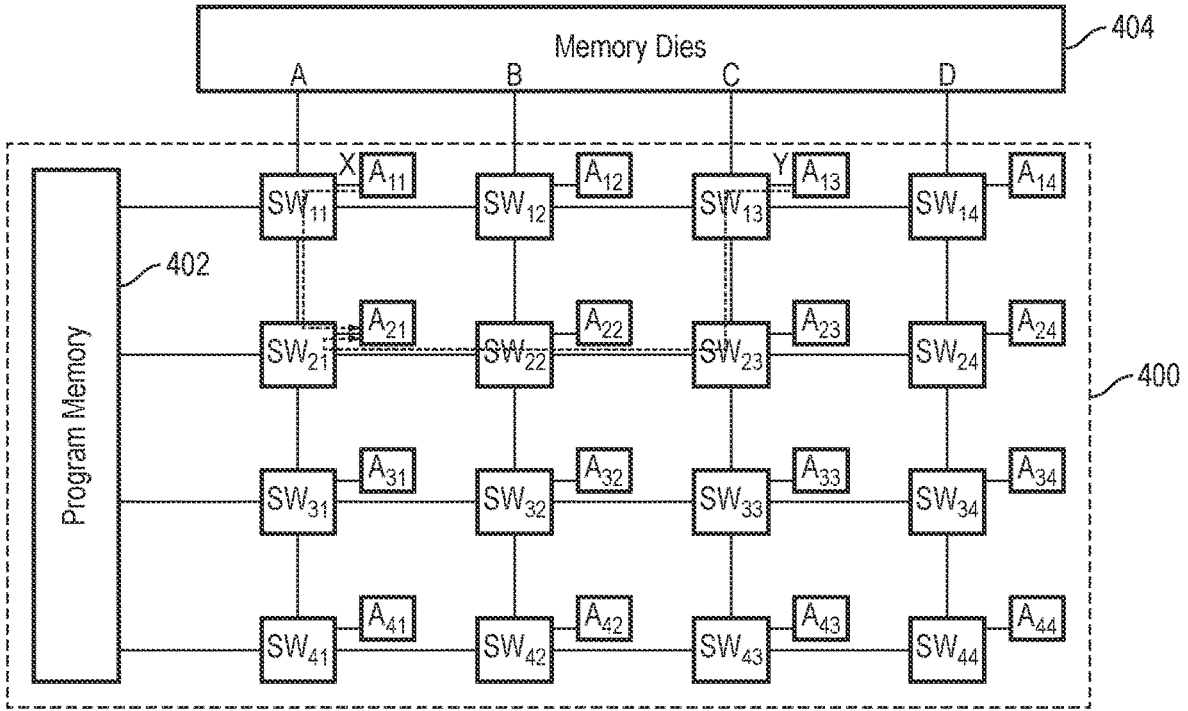 Memory Dies
404
A B C D
X A11 A12 Y A13 A14
SW11 SW12 SW13 SW14
402
A21 A22 A23 A24
SW21 SW22 SW23 SW24
400
Program Memory
A31 A32 A33 A34
SW31 SW32 SW33 SW34
A41 A42 A43 A44
SW41 SW42 SW43 SW44